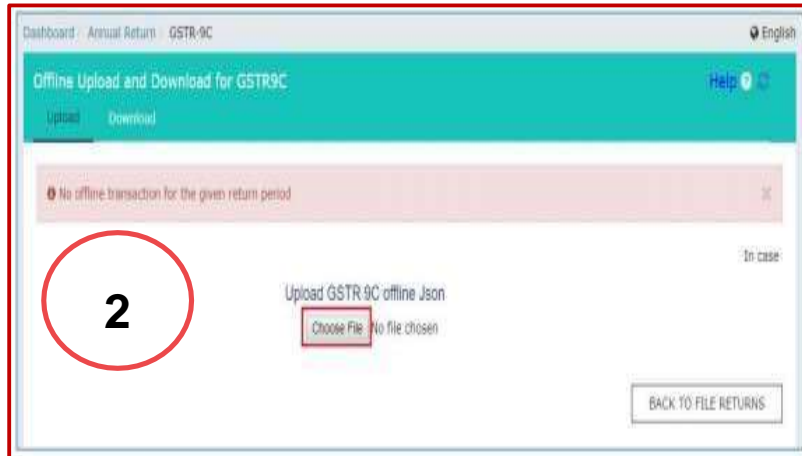 Dashboard Annual Return GSTR-9C English
Offline Upload and Download for GSTR9C Help ?
Upload Download
No offline transaction for the given return period ×
In case
2
Upload GSTR 9C offline Json
Choose File No file chosen
BACK TO FILE RETURNS